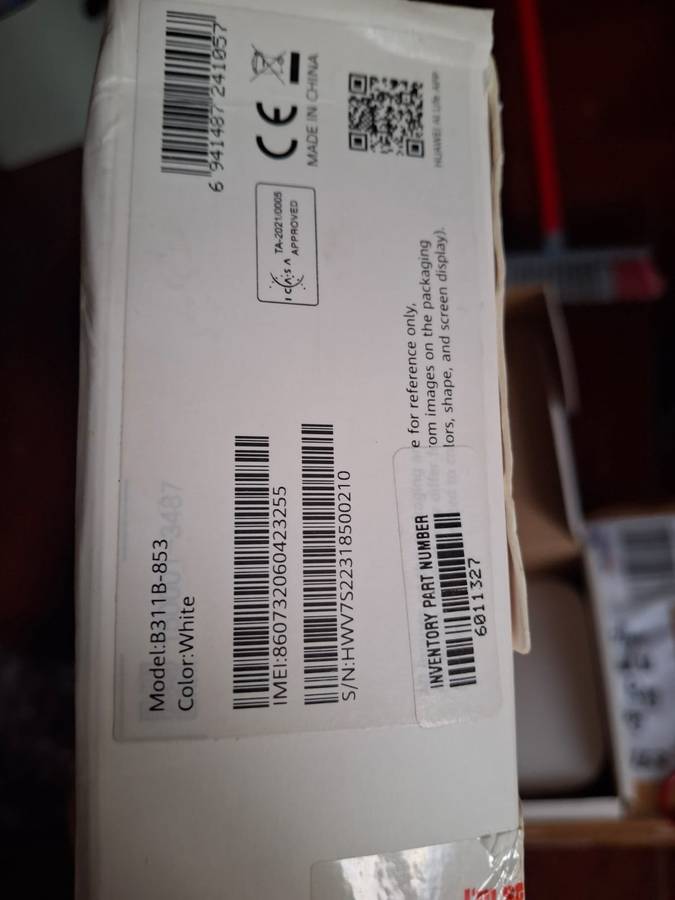 Model:B311B-853
Color:White
IMEI:860732060423255
S/N:HWV7S22318500210
6 941487 241057
CE
MADE IN CHINA
ICASA TA-2021/0005
APPROVED
HUAWEI AI Life APP
e for reference only,
om images on the packaging
lors, shape, and screen display).
INVENTORY PART NUMBER
6011327